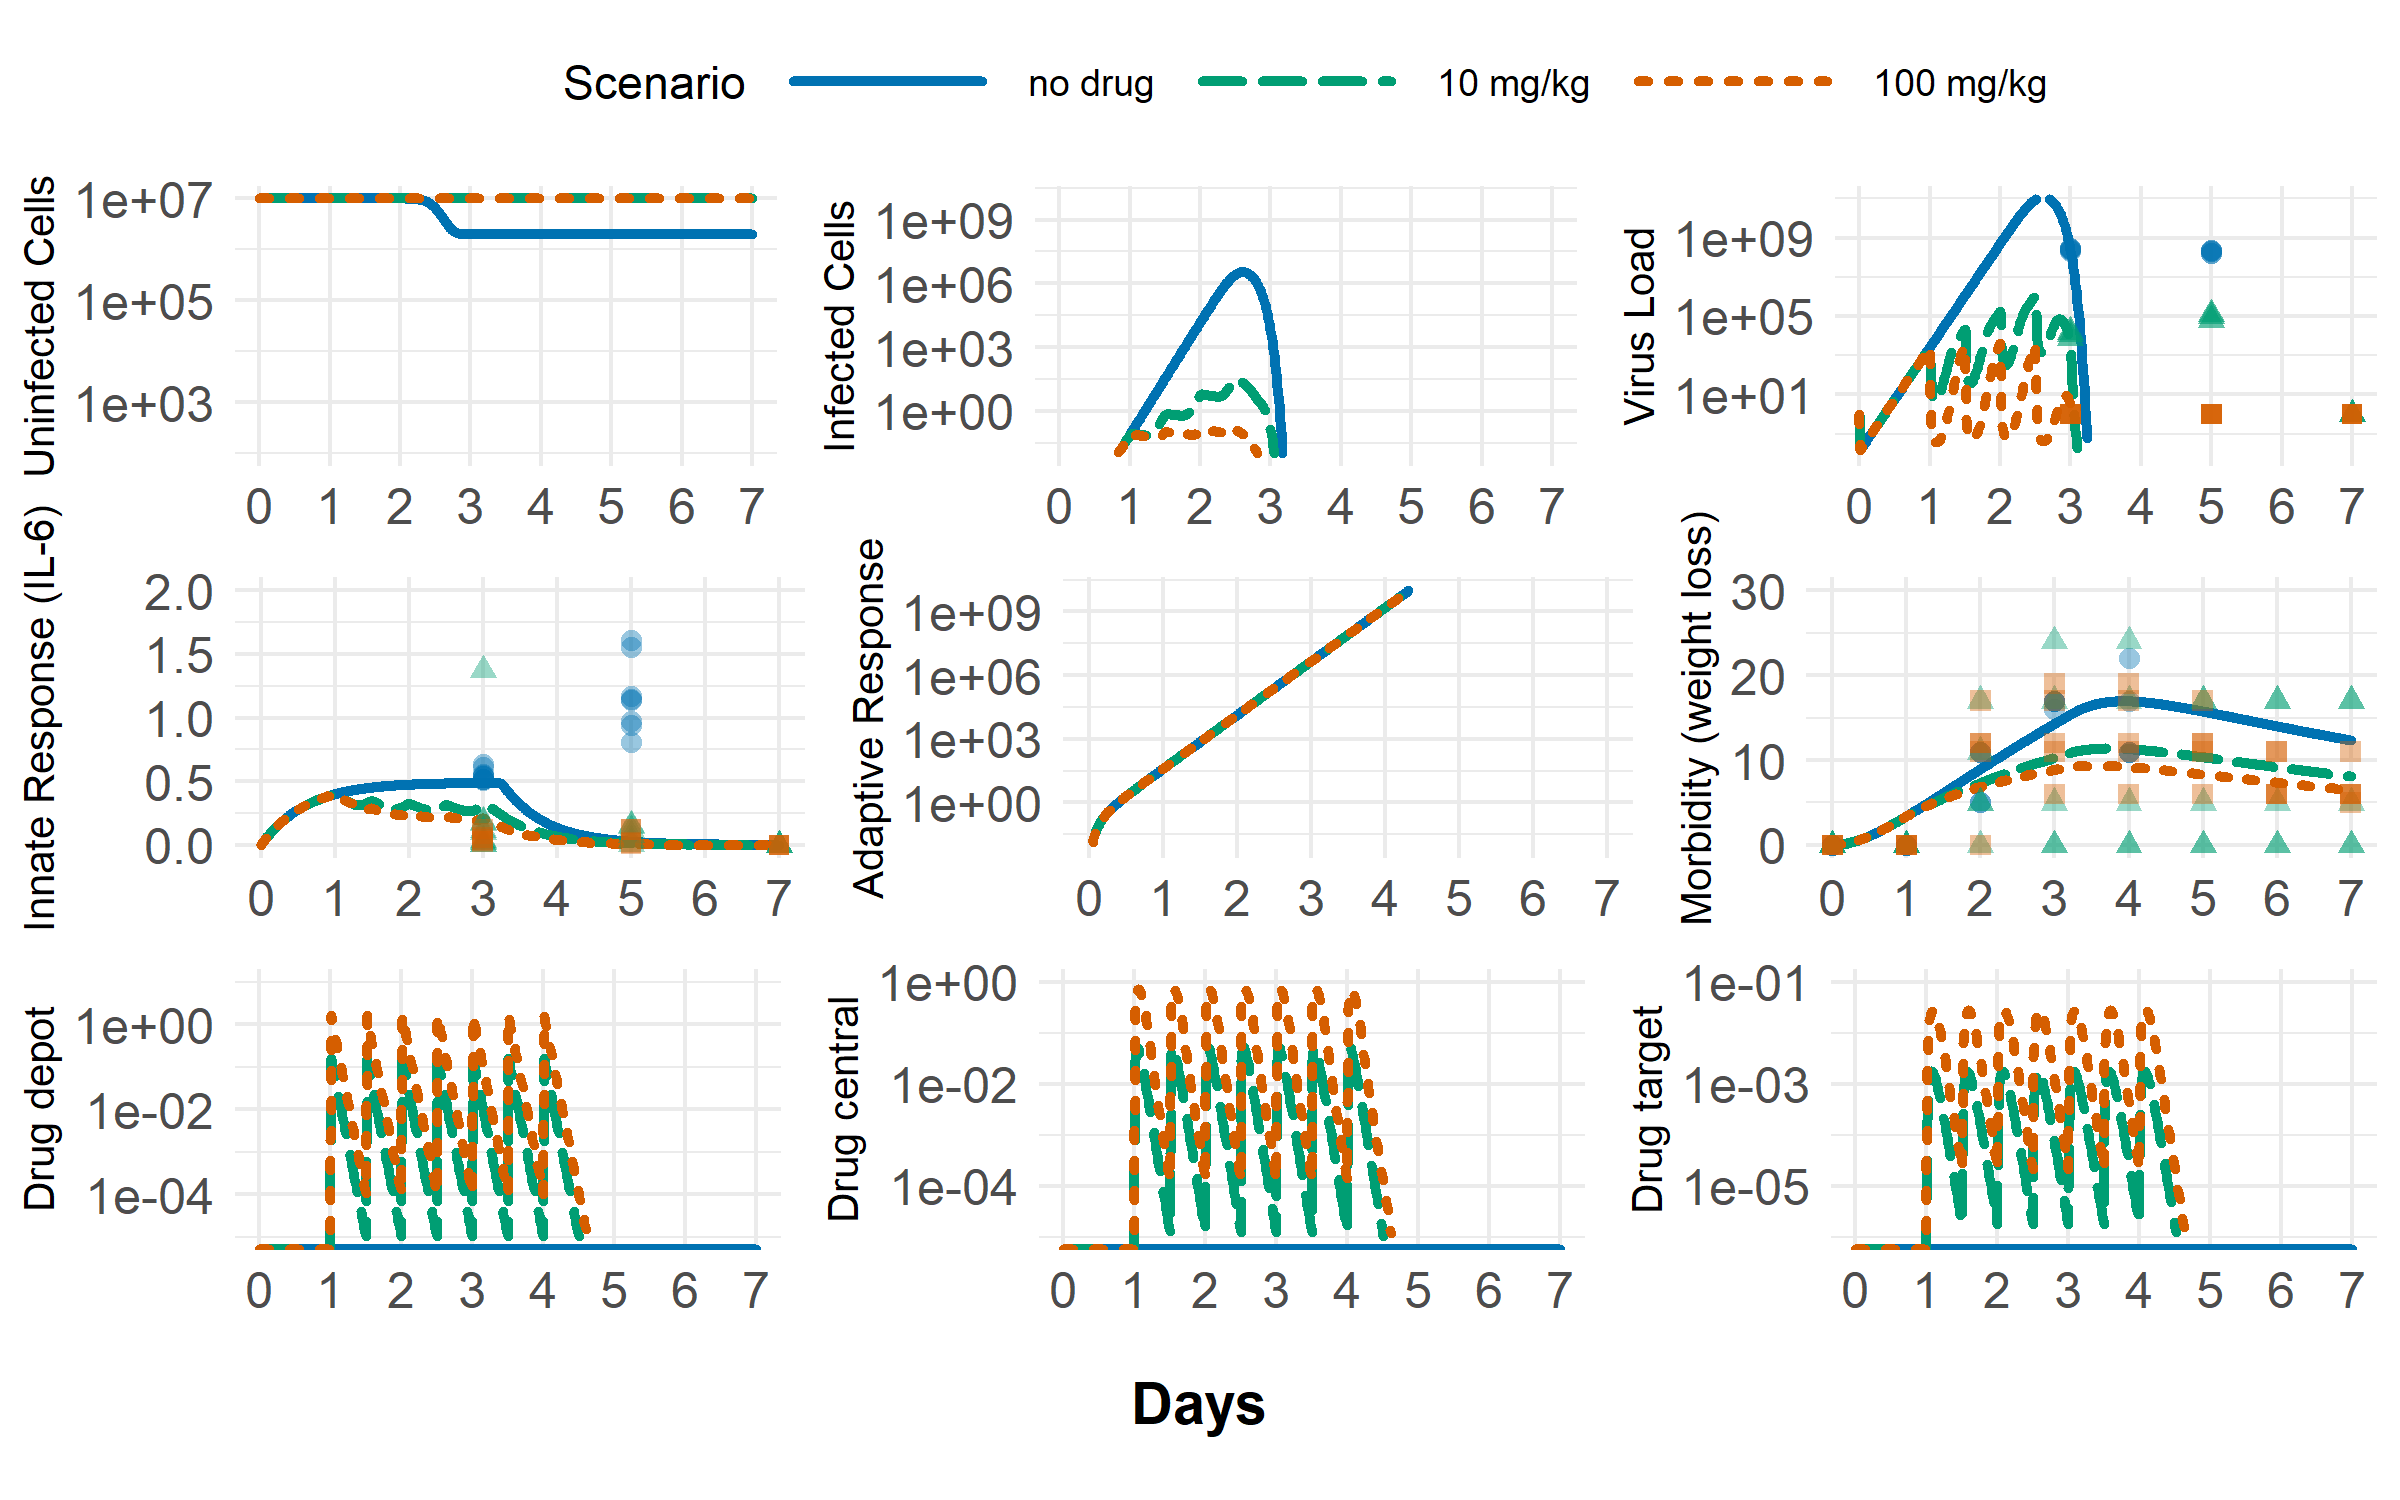 Scenario no drug 10 mg/kg 100 mg/kg
Uninfected Cells
1e+07
1e+05
1e+03
0 1 2 3 4 5 6 7
Infected Cells
1e+09
1e+06
1e+03
1e+00
0 1 2 3 4 5 6 7
Virus Load
1e+09
1e+05
1e+01
0 1 2 3 4 5 6 7
Innate Response (IL-6)
2.0
1.5
1.0
0.5
0.0
0 1 2 3 4 5 6 7
Adaptive Response
1e+09
1e+06
1e+03
1e+00
0 1 2 3 4 5 6 7
Morbidity (weight loss)
30
20
10
0
0 1 2 3 4 5 6 7
Drug depot
1e+00
1e-02
1e-04
0 1 2 3 4 5 6 7
Drug central
1e+00
1e-02
1e-04
0 1 2 3 4 5 6 7
Drug target
1e-01
1e-03
1e-05
0 1 2 3 4 5 6 7
Days